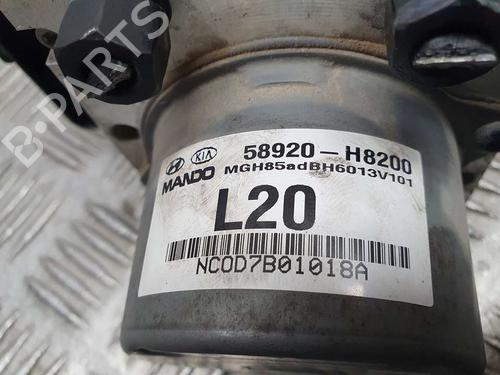 B-PARTS
KIA
58920-H8200
MANDO
MGH85adBH6013V101
L20
NCOD7B01018A